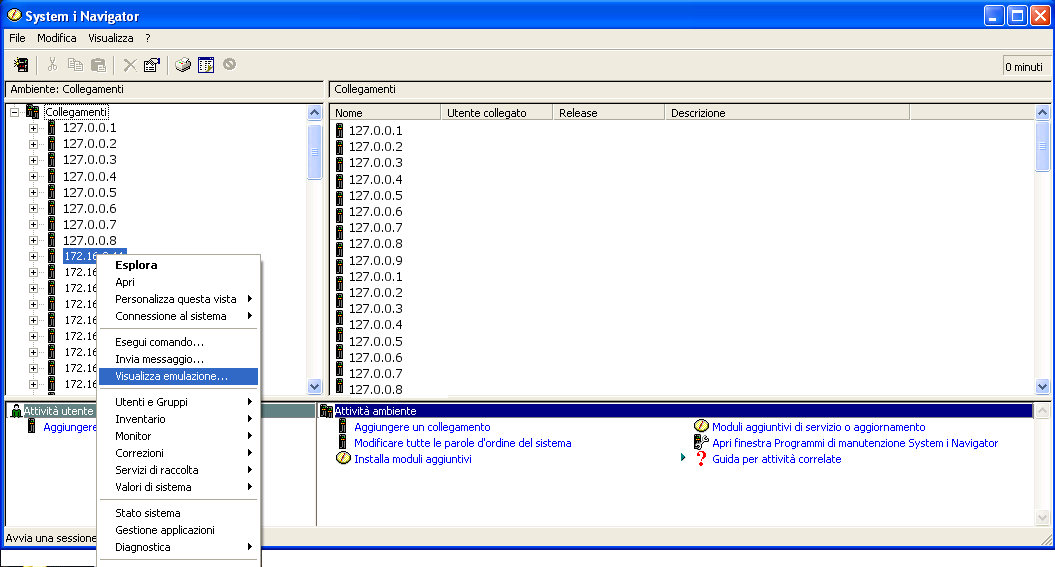 System i Navigator
File Modifica Visualizza ?
0 minuti
Ambiente: Collegamenti
Collegamenti
127.0.0.1
127.0.0.2
127.0.0.3
127.0.0.4
127.0.0.5
127.0.0.6
127.0.0.7
127.0.0.8
172.16
172.16
172.16
172.16
172.16
172.16
172.16
172.16
172.16
Collegamenti
Nome Utente collegato Release Descrizione
127.0.0.1
127.0.0.2
127.0.0.3
127.0.0.4
127.0.0.5
127.0.0.6
127.0.0.7
127.0.0.8
127.0.0.9
127.0.0.1
127.0.0.2
127.0.0.3
127.0.0.4
127.0.0.5
127.0.0.6
127.0.0.7
127.0.0.8
Esplora
Apri
Personalizza questa vista
Connessione al sistema
Esegui comando...
Invia messaggio...
Visualizza emulazione...
Utenti e Gruppi
Inventario
Monitor
Correzioni
Servizi di raccolta
Valori di sistema
Stato sistema
Gestione applicazioni
Diagnostica
Attività utente
Aggiungere
Attività ambiente
Aggiungere un collegamento
Modificare tutte le parole d'ordine del sistema
Installa moduli aggiuntivi
Moduli aggiuntivi di servizio o aggiornamento
Apri finestra Programmi di manutenzione System i Navigator
Guida per attività correlate
Avvia una sessione